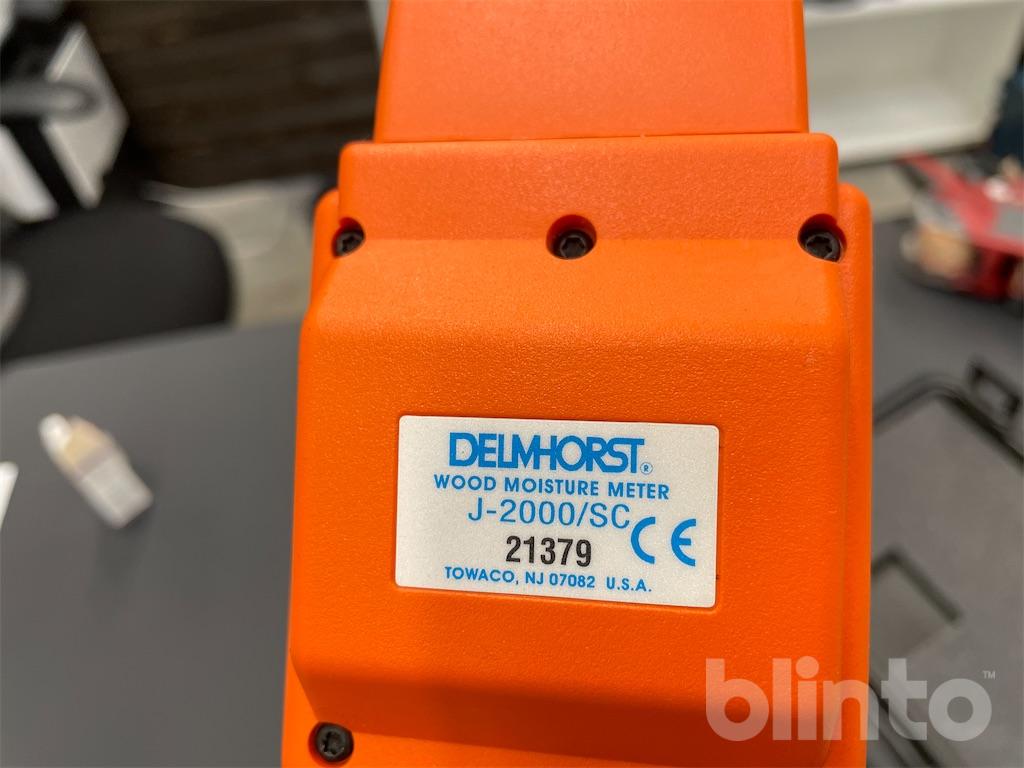 DELMHORST®
WOOD MOISTURE METER
J-2000/SC
CE
21379
TOWACO, NJ 07082 U.S.A.
blinto™